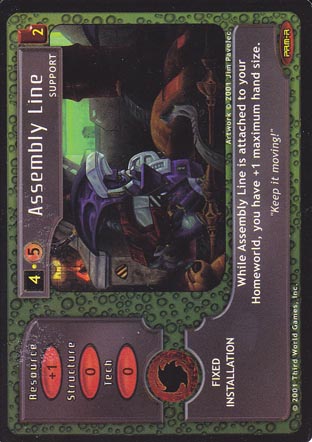 4 • 5
Assembly Line
2
SUPPORT
Resource
+1
Structure
0
Tech
0
FIXED
INSTALLATION
Artwork © 2001 Jim Pavelec
While Assembly Line is attached to your
Homeworld, you have +1 maximum hand size.
"Keep it moving!"
© 2001 Third World Games, Inc.
PRM-A